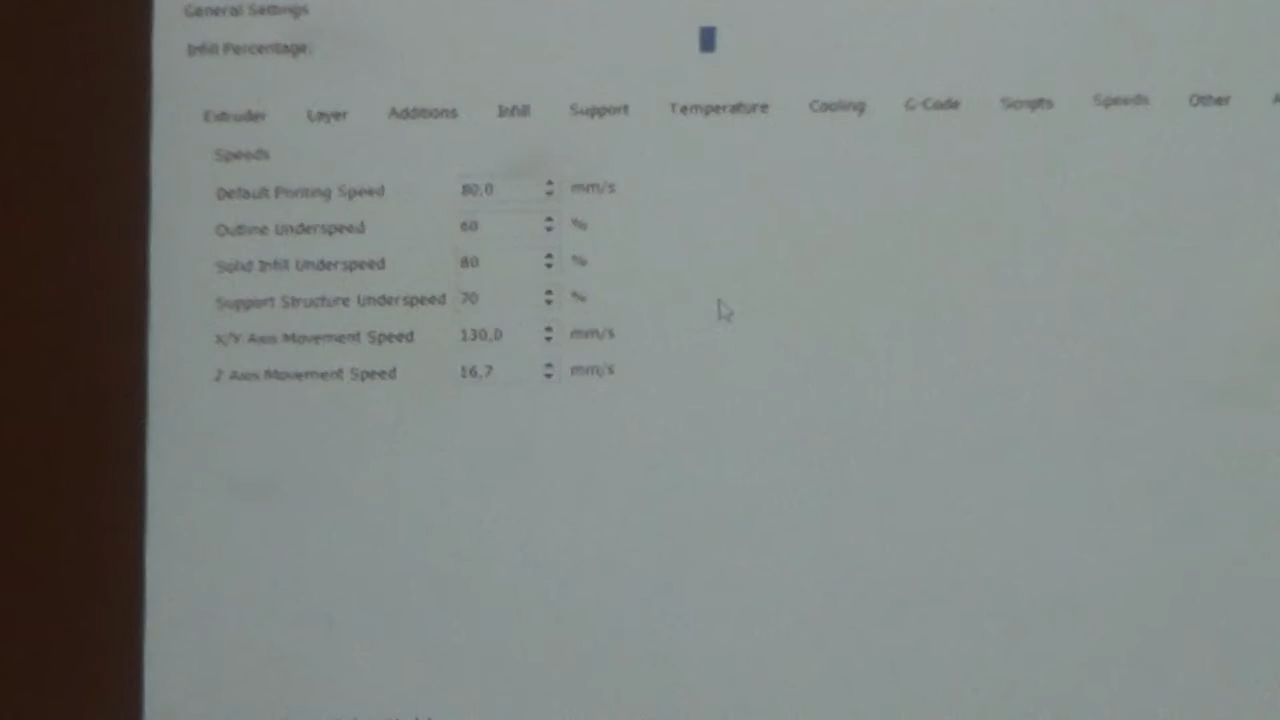 General Settings
Infill Percentage:
Extruder Layer Additions Infill Support Temperature Cooling G-Code Scripts Speeds Other
Speeds
Default Printing Speed 80,0 mm/s
Outline Underspeed 60 %
Solid Infill Underspeed 80 %
Support Structure Underspeed 70 %
X/Y Axis Movement Speed 130,0 mm/s
Z Axis Movement Speed 16,7 mm/s